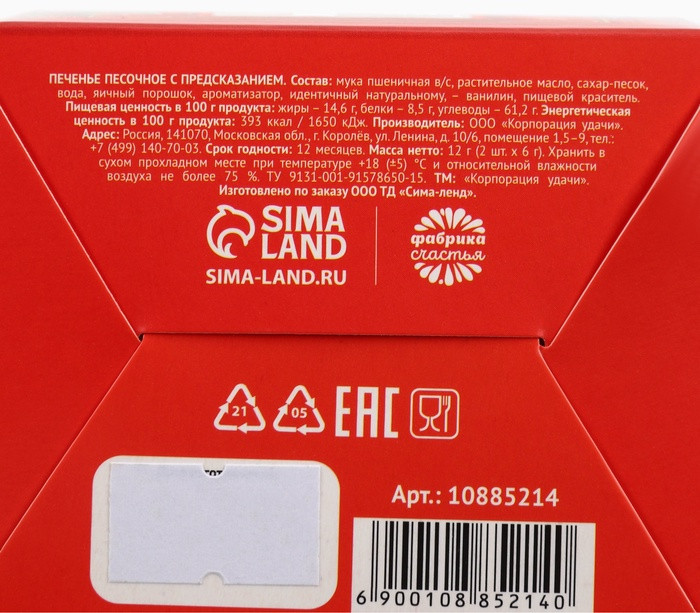 ПЕЧЕНЬЕ ПЕСОЧНОЕ С ПРЕДСКАЗАНИЕМ. Состав: мука пшеничная в/с, растительное масло, сахар-песок,
вода, яичный порошок, ароматизатор, идентичный натуральному, – ванилин, пищевой краситель.
Пищевая ценность в 100 г продукта: жиры – 14,6 г, белки – 8,5 г, углеводы – 61,2 г. Энергетическая
ценность в 100 г продукта: 393 ккал / 1650 кДж. Производитель: ООО «Корпорация удачи».
Адрес: Россия, 141070, Московская обл., г. Королёв, ул. Ленина, д. 10/6, помещение 1,5–9, тел.:
+7 (499) 140-70-03. Срок годности: 12 месяцев. Масса нетто: 12 г (2 шт. х 6 г). Хранить в
сухом прохладном месте при температуре +18 (±5) °С и относительной влажности
воздуха не более 75 %. ТУ 9131-001-91578650-15. ТМ: «Корпорация удачи».
Изготовлено по заказу ООО ТД «Сима-ленд».
SIMA
LAND
SIMA-LAND.RU
фабрика
счастья
21
05
EAC
Арт.: 10885214
6 900108 852140